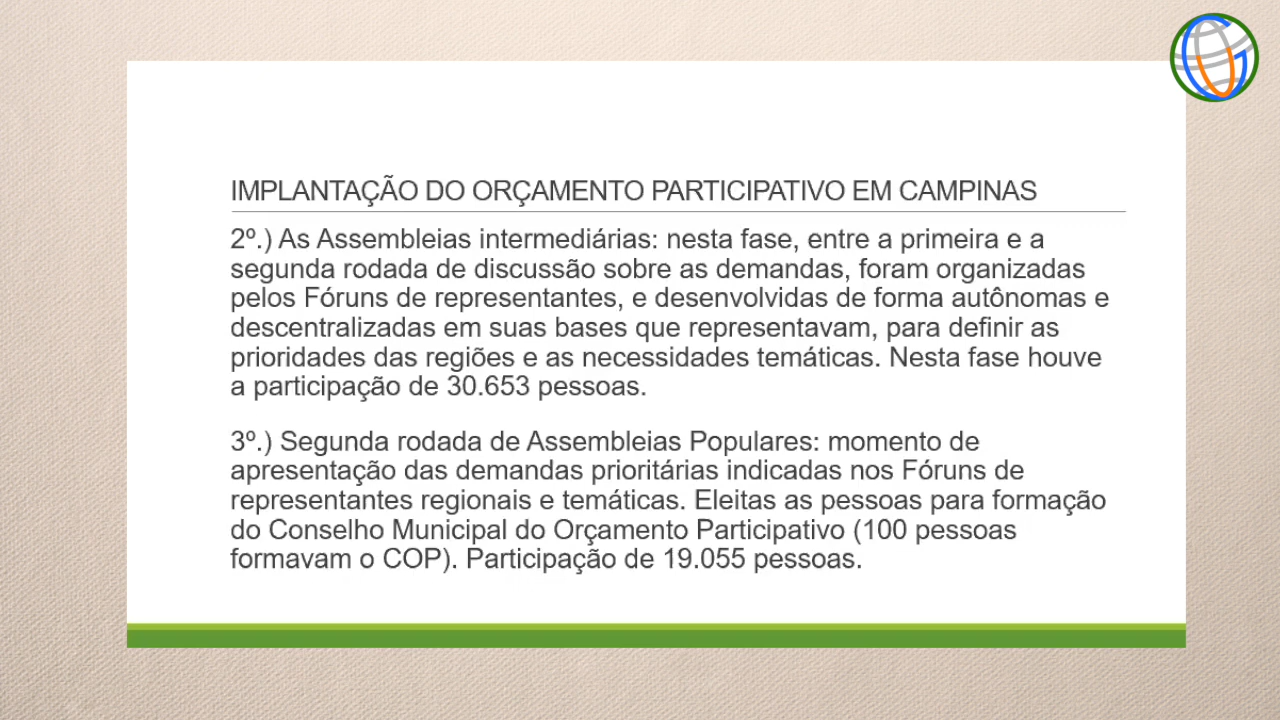 IMPLANTAÇÃO DO ORÇAMENTO PARTICIPATIVO EM CAMPINAS
2º.) As Assembleias intermediárias: nesta fase, entre a primeira e a
segunda rodada de discussão sobre as demandas, foram organizadas
pelos Fóruns de representantes, e desenvolvidas de forma autônomas e
descentralizadas em suas bases que representavam, para definir as
prioridades das regiões e as necessidades temáticas. Nesta fase houve
a participação de 30.653 pessoas.
3º.) Segunda rodada de Assembleias Populares: momento de
apresentação das demandas prioritárias indicadas nos Fóruns de
representantes regionais e temáticas. Eleitas as pessoas para formação
do Conselho Municipal do Orçamento Participativo (100 pessoas
formavam o COP). Participação de 19.055 pessoas.